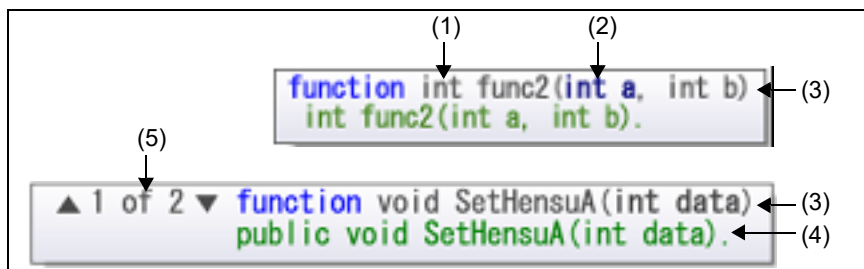 (1) (2)
function int func2(int a, int b) (3)
int func2(int a, int b).
(5)
▲ 1 of 2 ▼ function void SetHensuA(int data) (3)
public void SetHensuA(int data). (4)